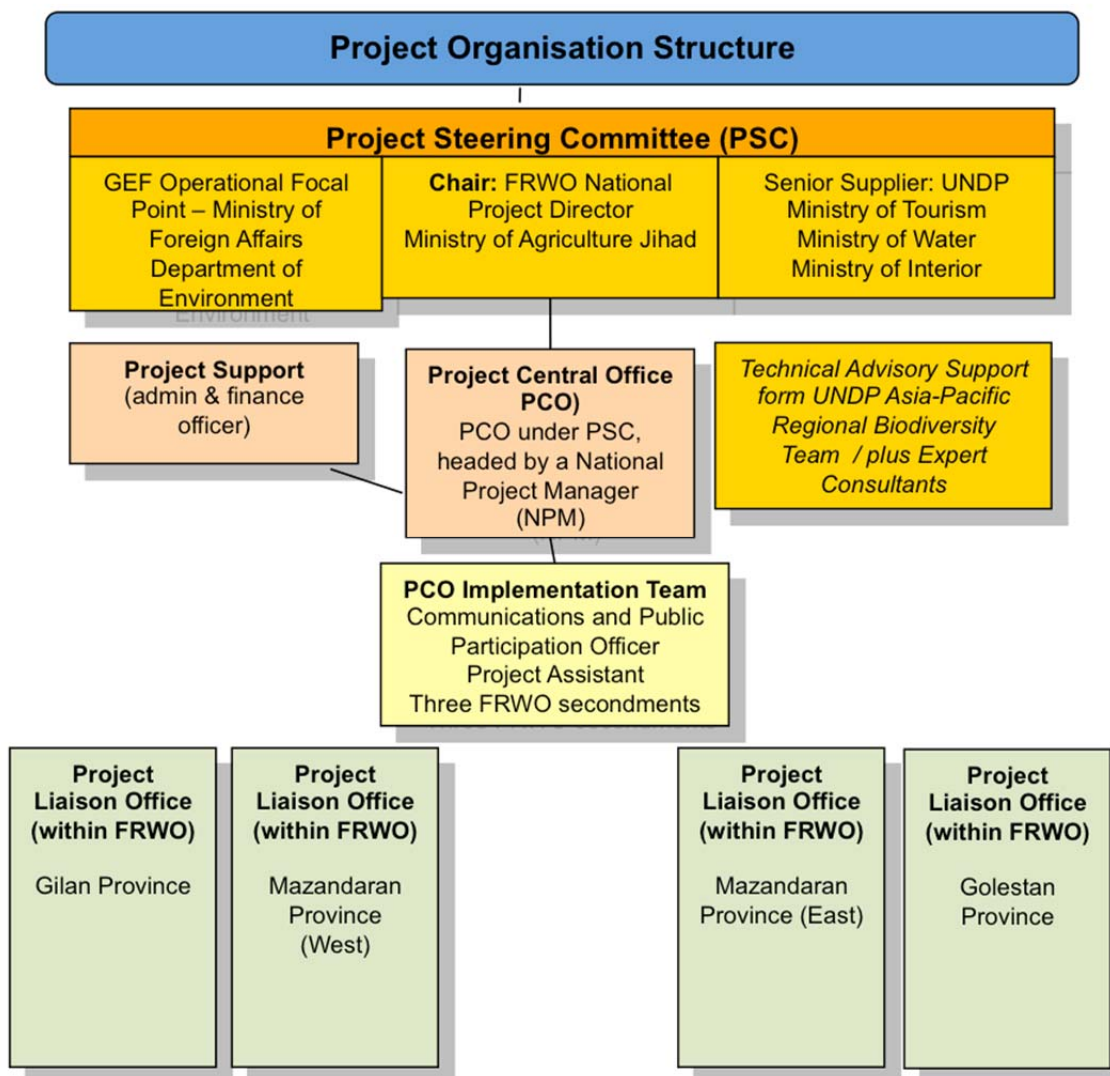 Project Organisation Structure
Project Steering Committee (PSC)
GEF Operational Focal
Point – Ministry of
Foreign Affairs
Department of
Environment
Chair: FRWO National
Project Director
Ministry of Agriculture Jihad
Senior Supplier: UNDP
Ministry of Tourism
Ministry of Water
Ministry of Interior
Project Support
(admin & finance
officer)
Project Central Office
PCO)
PCO under PSC,
headed by a National
Project Manager
(NPM)
Technical Advisory Support
form UNDP Asia-Pacific
Regional Biodiversity
Team / plus Expert
Consultants
PCO Implementation Team
Communications and Public
Participation Officer
Project Assistant
Three FRWO secondments
Project
Liaison Office
(within FRWO)
Gilan Province
Project
Liaison Office
(within FRWO)
Mazandaran
Province
(West)
Project
Liaison Office
(within FRWO)
Mazandaran
Province (East)
Project
Liaison Office
(within FRWO)
Golestan
Province